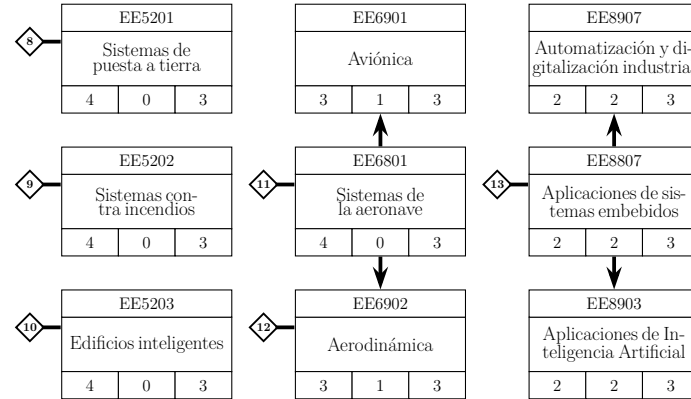 EE5201
8
Sistemas de
puesta a tierra
4 0 3
EE6901
Aviónica
3 1 3
EE8907
Automatización y di-
gitalización industria
2 2 3
EE5202
9
Sistemas con-
tra incendios
4 0 3
EE6801
11
Sistemas de
la aeronave
4 0 3
EE8807
13
Aplicaciones de sis-
temas embebidos
2 2 3
EE5203
10
Edificios inteligentes
4 0 3
EE6902
12
Aerodinámica
3 1 3
EE8903
Aplicaciones de In-
teligencia Artificial
2 2 3